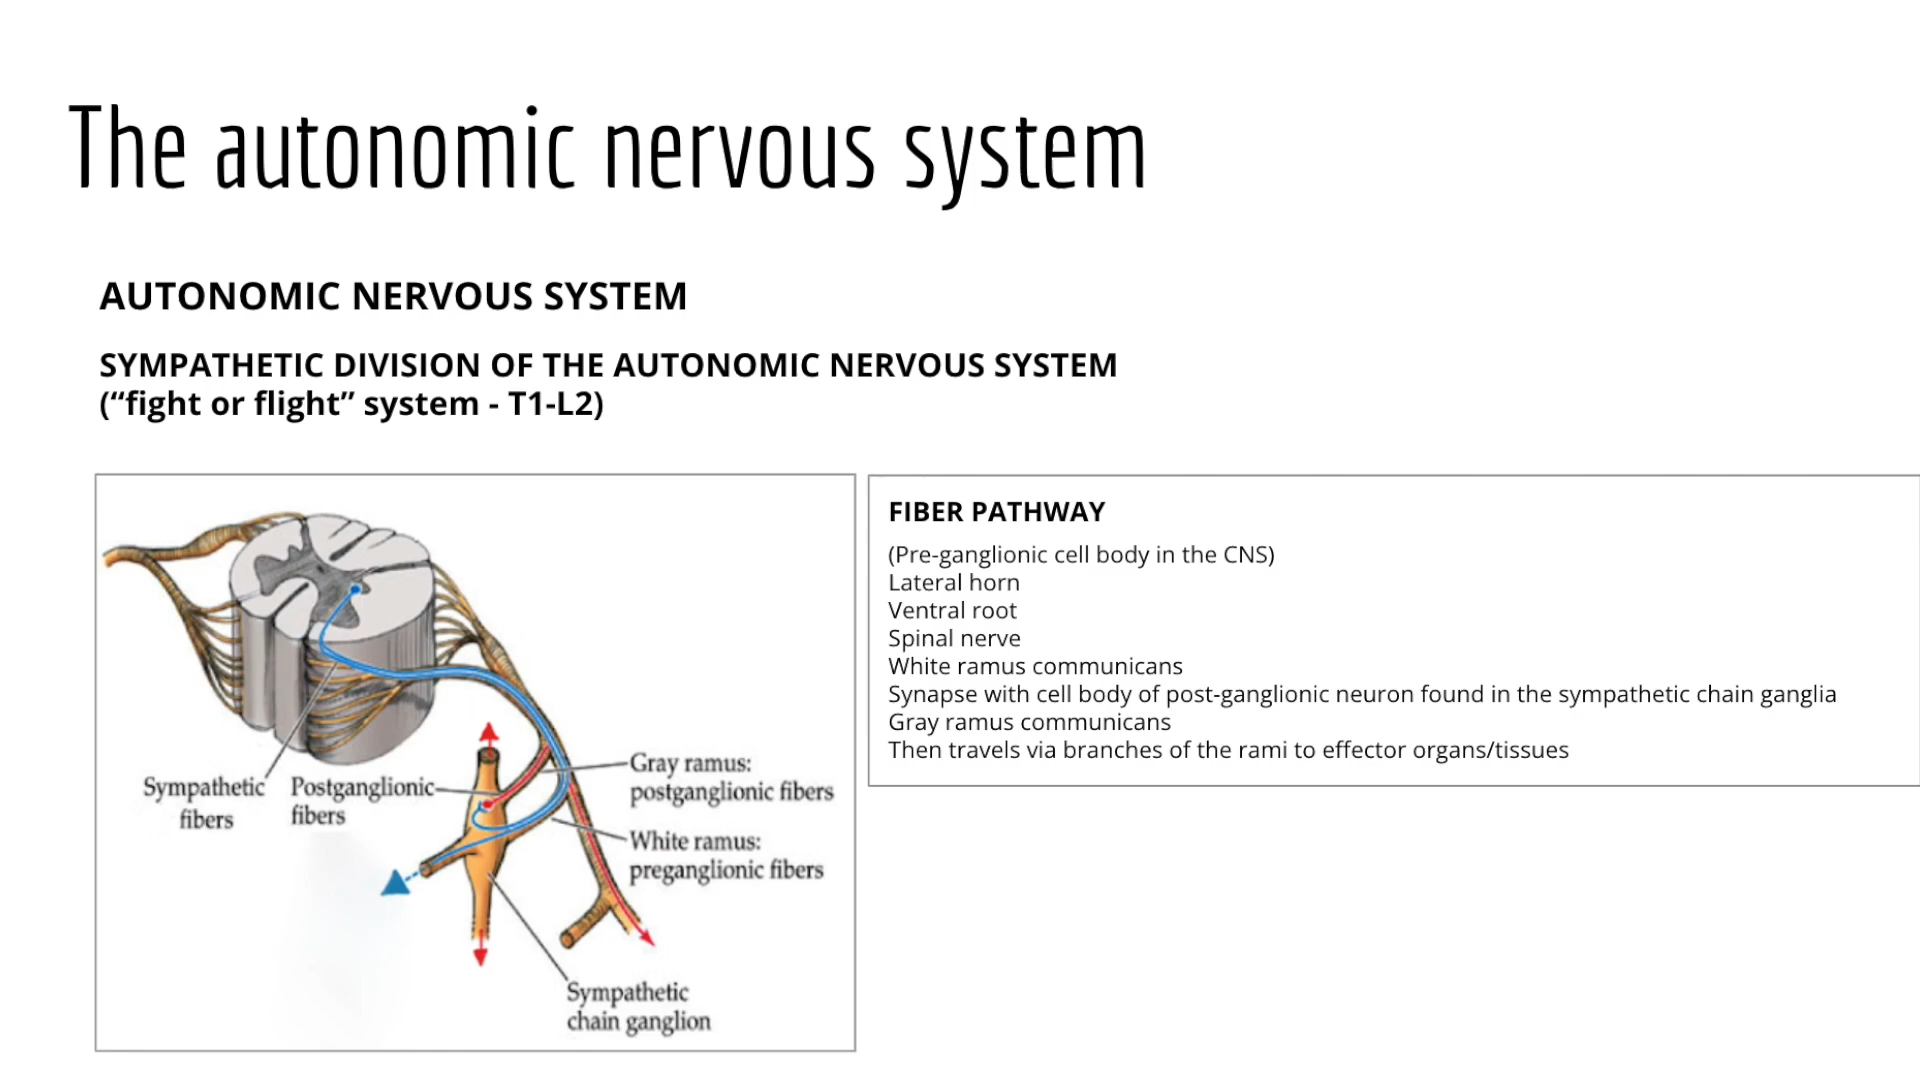 The autonomic nervous system
AUTONOMIC NERVOUS SYSTEM
SYMPATHETIC DIVISION OF THE AUTONOMIC NERVOUS SYSTEM
(“fight or flight” system - T1-L2)
FIBER PATHWAY
(Pre-ganglionic cell body in the CNS)
Lateral horn
Ventral root
Spinal nerve
White ramus communicans
Synapse with cell body of post-ganglionic neuron found in the sympathetic chain ganglia
Gray ramus communicans
Then travels via branches of the rami to effector organs/tissues
Sympathetic
fibers
Postganglionic
fibers
Gray ramus:
postganglionic fibers
White ramus:
preganglionic fibers
Sympathetic
chain ganglion